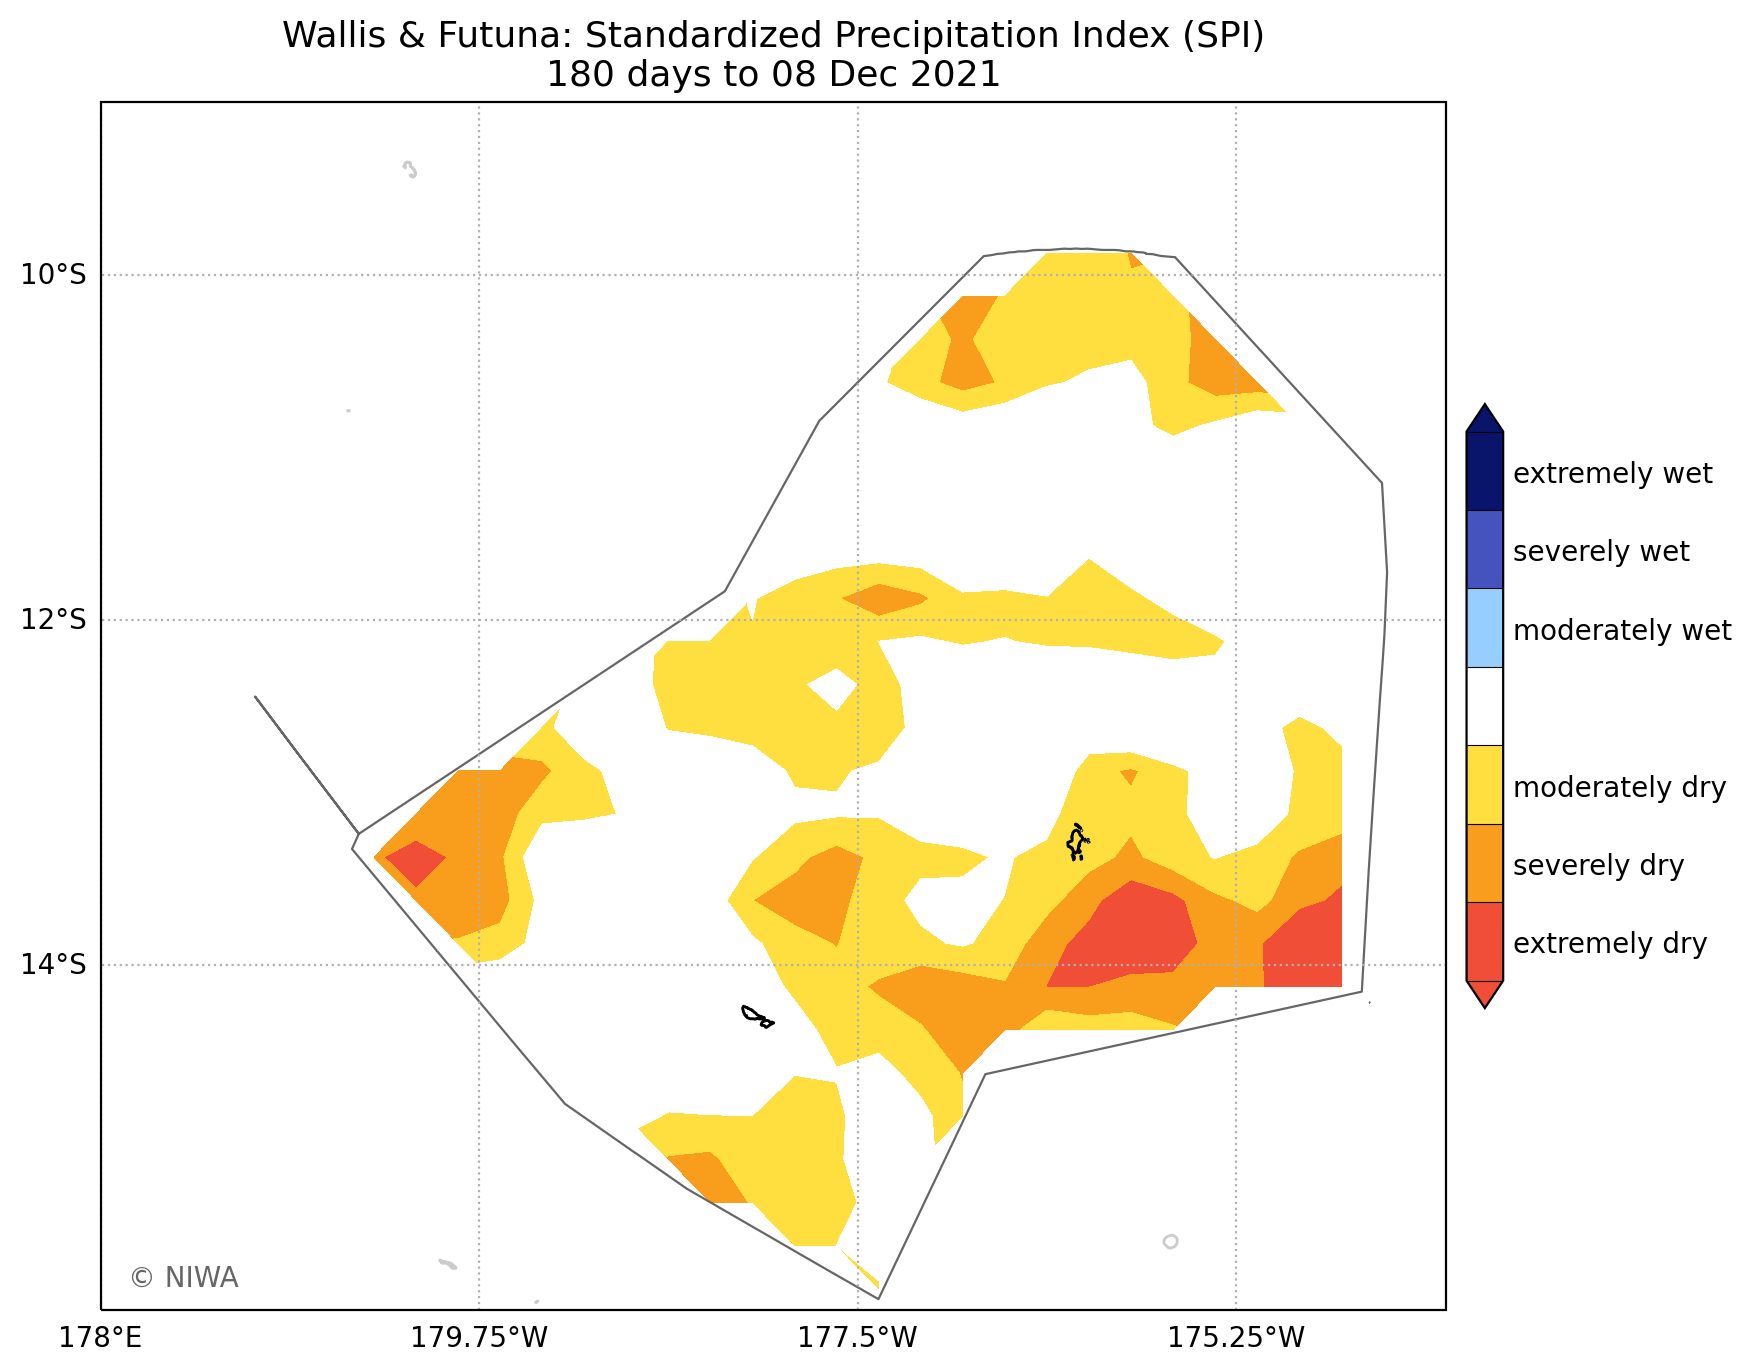 Wallis & Futuna: Standardized Precipitation Index (SPI)
180 days to 08 Dec 2021
10°S
12°S
14°S
178°E
179.75°W
177.5°W
175.25°W
extremely wet
severely wet
moderately wet
moderately dry
severely dry
extremely dry
© NIWA